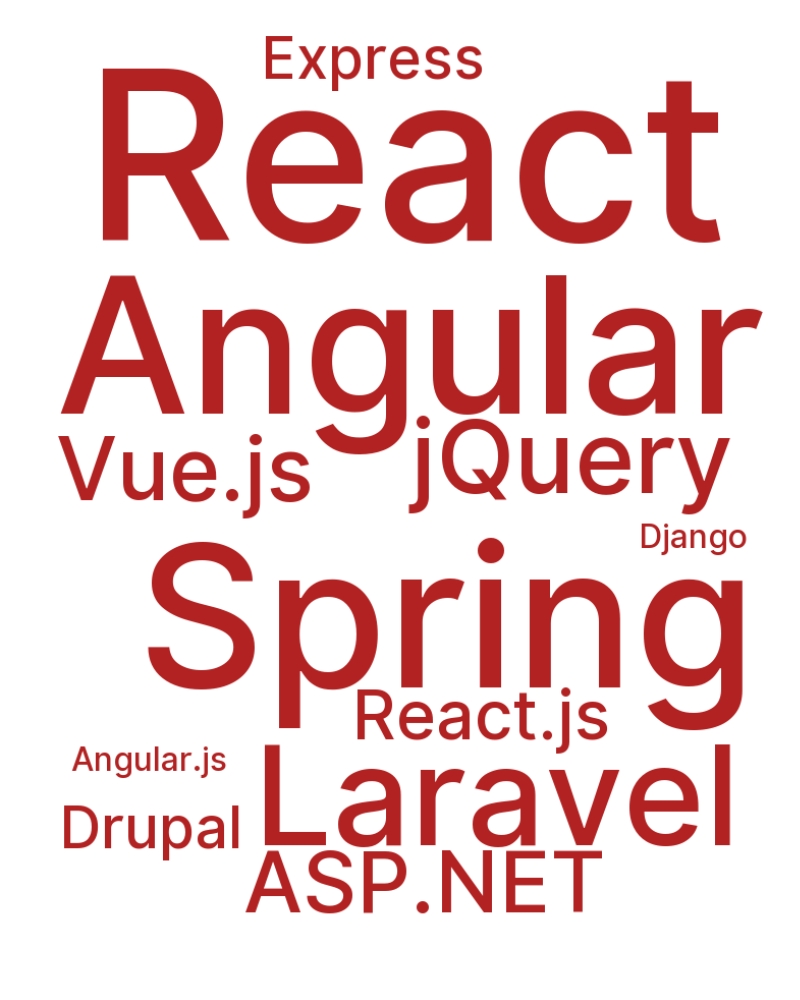 Express
React
Angular
Vue.js
jQuery
Django
Spring
React.js
Angular.js
Laravel
Drupal
ASP.NET